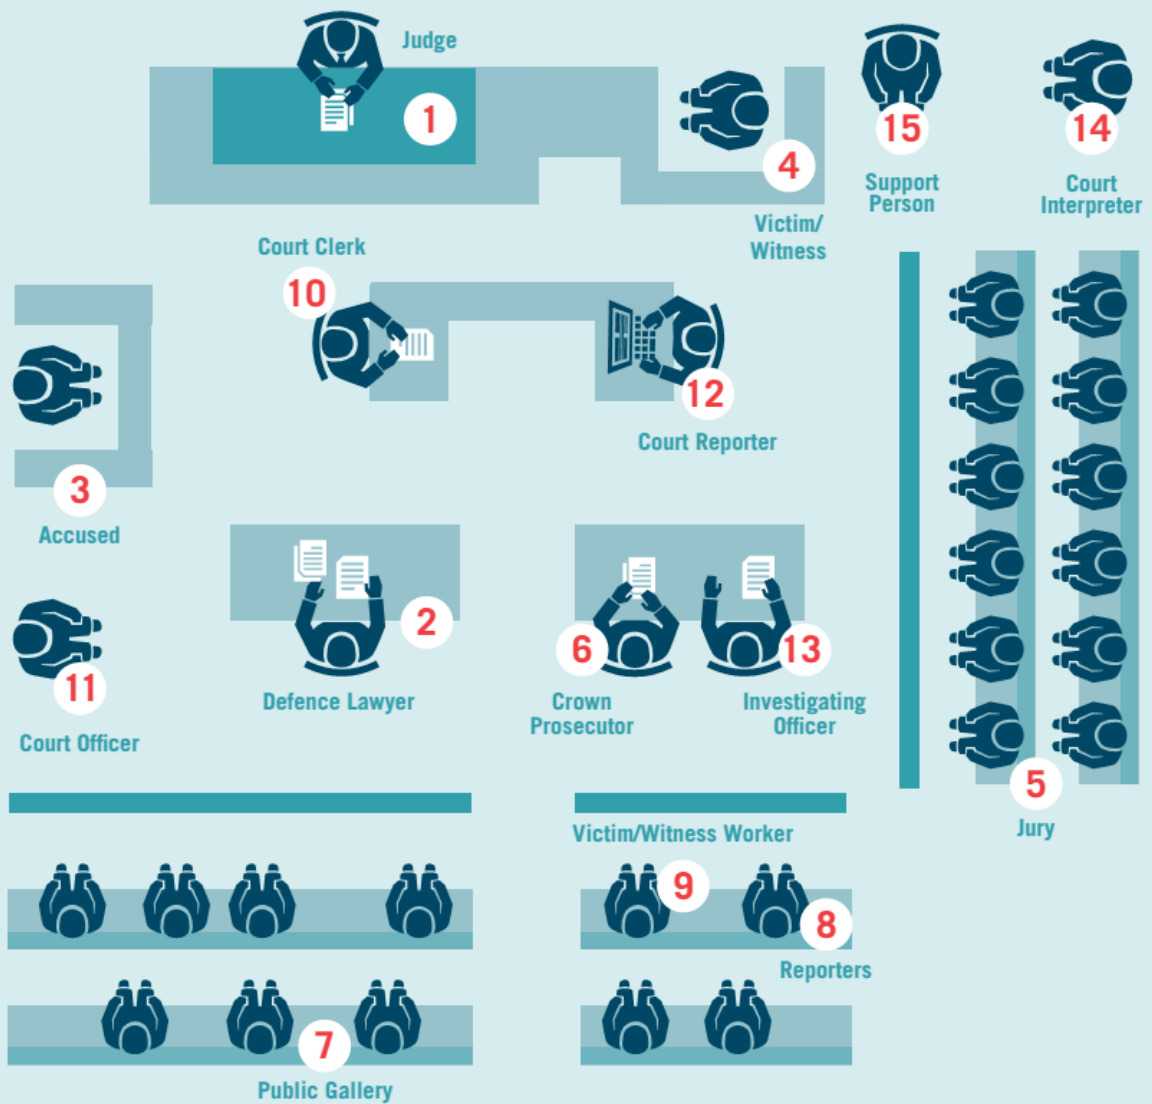 Judge
1
15
14
4
Support
Person
Court
Interpreter
Victim/
Witness
Court Clerk
10
12
Court Reporter
3
Accused
2
6
13
11
Defence Lawyer
Crown
Prosecutor
Investigating
Officer
Court Officer
5
Jury
Victim/Witness Worker
9
8
Reporters
7
Public Gallery